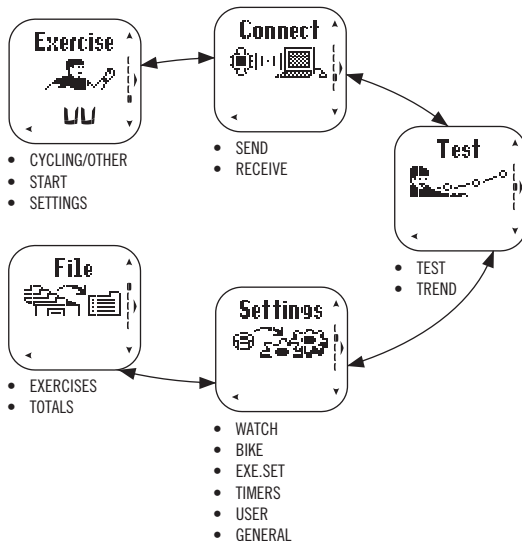 Exercise
• CYCLING/OTHER
• START
• SETTINGS
Connect
• SEND
• RECEIVE
Test
• TEST
• TREND
Settings
• WATCH
• BIKE
• EXE.SET
• TIMERS
• USER
• GENERAL
File
• EXERCISES
• TOTALS